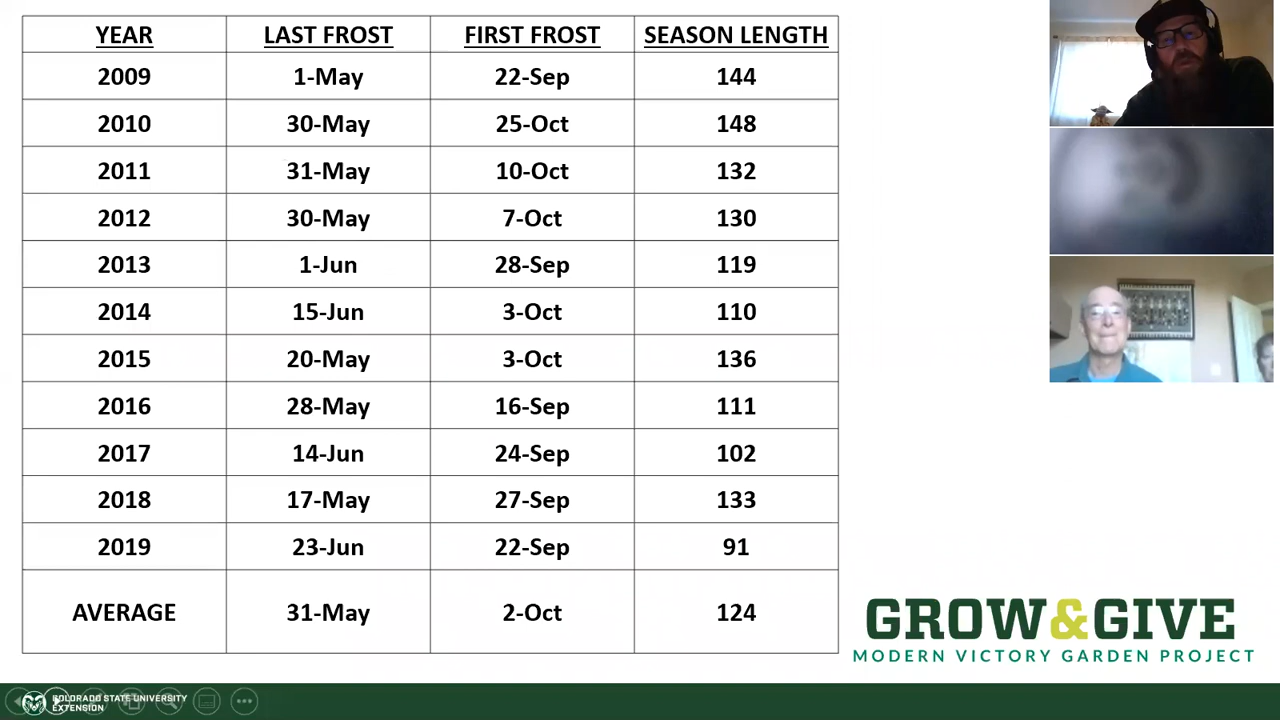 YEAR LAST FROST FIRST FROST SEASON LENGTH
2009 1-May 22-Sep 144
2010 30-May 25-Oct 148
2011 31-May 10-Oct 132
2012 30-May 7-Oct 130
2013 1-Jun 28-Sep 119
2014 15-Jun 3-Oct 110
2015 20-May 3-Oct 136
2016 28-May 16-Sep 111
2017 14-Jun 24-Sep 102
2018 17-May 27-Sep 133
2019 23-Jun 22-Sep 91
AVERAGE 31-May 2-Oct 124
GROW&GIVE
MODERN VICTORY GARDEN PROJECT
COLORADO STATE UNIVERSITY
EXTENSION